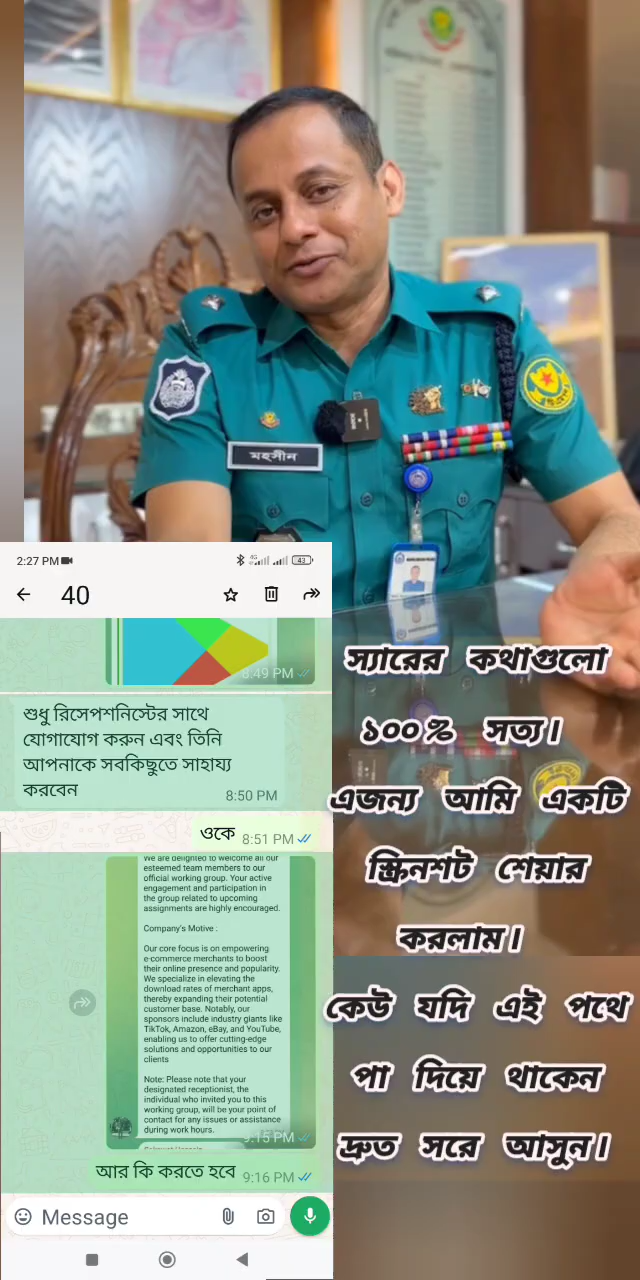 মহসীন
2:27 PM
4G
43
40
8:49 PM
শুধু রিসেপশনিস্টের সাথে
যোগাযোগ করুন এবং তিনি
আপনাকে সবকিছুতে সাহায্য
করবেন
8:50 PM
ওকে
8:51 PM
We are delighted to welcome all our
esteemed team members to our
official working group. Your active
engagement and participation in
the group related to upcoming
assignments are highly encouraged.
Company's Motive :
Our core focus is on empowering
e-commerce merchants to boost
their online presence and popularity.
We specialize in elevating the
download rates of merchant apps,
thereby expanding their potential
customer base. Notably, our
sponsors include industry giants like
TikTok, Amazon, eBay, and YouTube,
enabling us to offer cutting-edge
solutions and opportunities to our
clients
Note: Please note that your
designated receptionist, the
individual who invited you to this
working group, will be your point of
contact for any issues or assistance
during work hours.
9:15 PM
আর কি করতে হবে
9:16 PM
Message
স্যারের কথাগুলো
১০০% সত্য।
এজন্য আমি একটি
স্ক্রিনশট শেয়ার
করলাম।
কেউ যদি এই পথে
পা দিয়ে থাকেন
দ্রুত সরে আসুন।